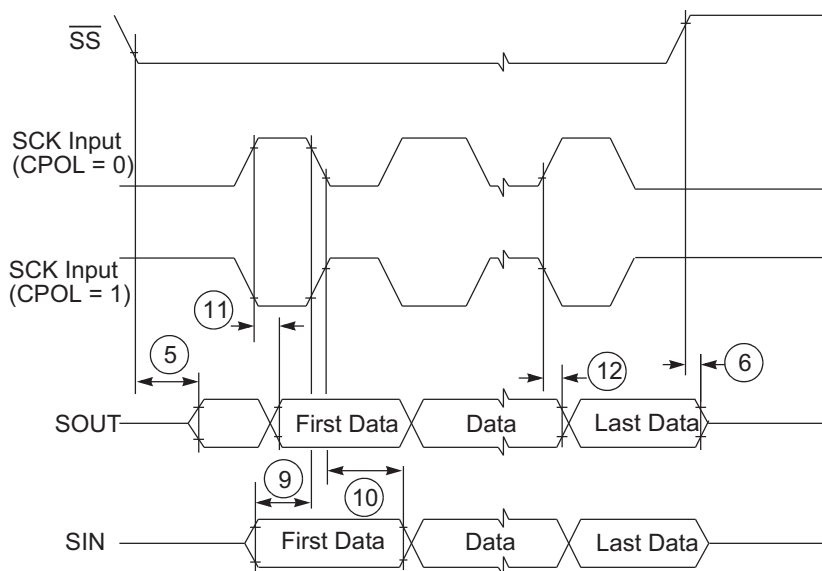 SS
SCK Input
(CPOL = 0)
SCK Input
(CPOL = 1)
11
5
12
6
SOUT
First Data
Data
Last Data
9
10
SIN
First Data
Data
Last Data